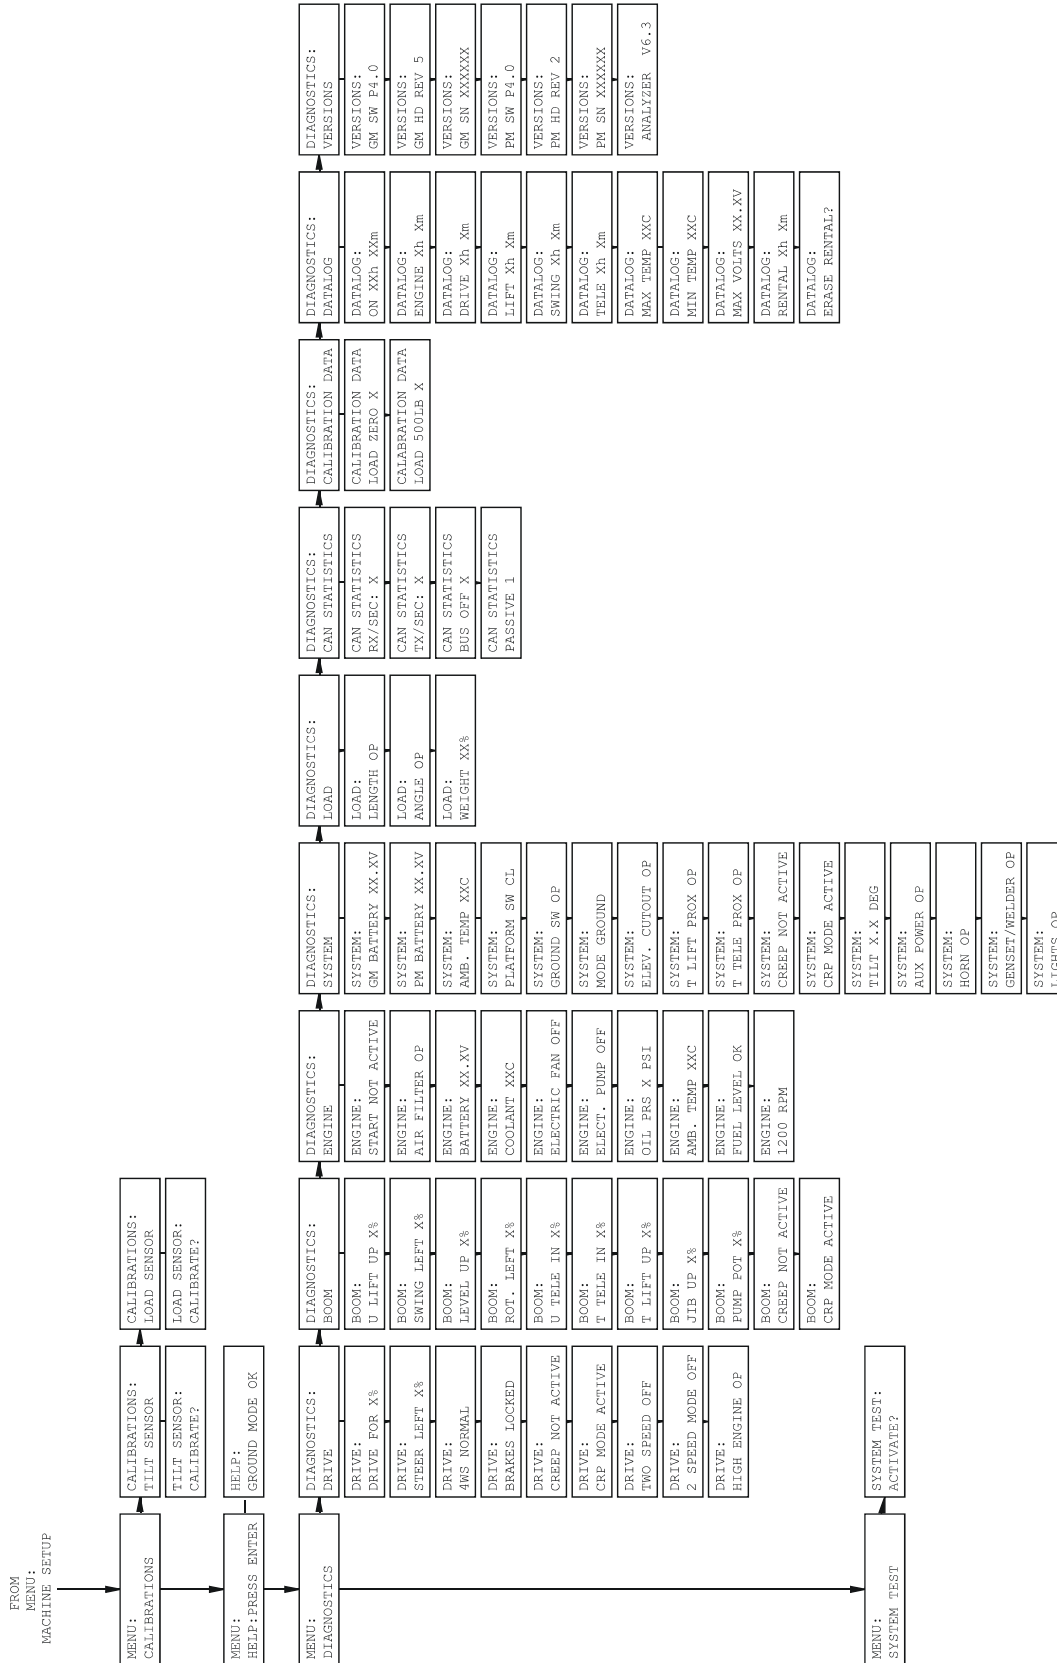 FROM
MENU:
MACHINE SETUP
MENU:
CALIBRATIONS
CALIBRATIONS:
TILT SENSOR
TILT SENSOR:
CALIBRATE?
CALIBRATIONS:
LOAD SENSOR
LOAD SENSOR:
CALIBRATE?
MENU:
HELP:PRESS ENTER
HELP:
GROUND MODE OK
MENU:
DIAGNOSTICS
DIAGNOSTICS:
DRIVE
DRIVE:
DRIVE FOR X%
DRIVE:
STEER LEFT X%
DRIVE:
4WS NORMAL
DRIVE:
BRAKES LOCKED
DRIVE:
CREEP NOT ACTIVE
DRIVE:
CRP MODE ACTIVE
DRIVE:
TWO SPEED OFF
DRIVE:
2 SPEED MODE OFF
DRIVE:
HIGH ENGINE OP
DIAGNOSTICS:
BOOM
BOOM:
U LIFT UP X%
BOOM:
SWING LEFT X%
BOOM:
LEVEL UP X%
BOOM:
ROT. LEFT X%
BOOM:
U TELE IN X%
BOOM:
T TELE IN X%
BOOM:
T LIFT UP X%
BOOM:
JIB UP X%
BOOM:
PUMP POT X%
BOOM:
CREEP NOT ACTIVE
BOOM:
CRP MODE ACTIVE
DIAGNOSTICS:
ENGINE
ENGINE:
START NOT ACTIVE
ENGINE:
AIR FILTER OP
ENGINE:
BATTERY XX.XV
ENGINE:
COOLANT XXC
ENGINE:
ELECTRIC FAN OFF
ENGINE:
ELECT. PUMP OFF
ENGINE:
OIL PRS X PSI
ENGINE:
AMB. TEMP XXC
ENGINE:
FUEL LEVEL OK
ENGINE:
1200 RPM
DIAGNOSTICS:
SYSTEM
SYSTEM:
GM BATTERY XX.XV
SYSTEM:
PM BATTERY XX.XV
SYSTEM:
AMB. TEMP XXC
SYSTEM:
PLATFORM SW CL
SYSTEM:
GROUND SW OP
SYSTEM:
MODE GROUND
SYSTEM:
ELEV. CUTOUT OP
SYSTEM:
T LIFT PROX OP
SYSTEM:
T TELE PROX OP
SYSTEM:
CREEP NOT ACTIVE
SYSTEM:
CRP MODE ACTIVE
SYSTEM:
TILT X.X DEG
SYSTEM:
AUX POWER OP
SYSTEM:
HORN OP
SYSTEM:
GENSET/WELDER OP
SYSTEM:
LIGHTS OP
DIAGNOSTICS:
LOAD
LOAD:
LENGTH OP
LOAD:
ANGLE OP
LOAD:
WEIGHT XX%
DIAGNOSTICS:
CAN STATISTICS
CAN STATISTICS
RX/SEC: X
CAN STATISTICS
TX/SEC: X
CAN STATISTICS
BUS OFF X
CAN STATISTICS
PASSIVE 1
DIAGNOSTICS:
CALIBRATION DATA
CALIBRATION DATA
LOAD ZERO X
CALABRATION DATA
LOAD 500LB X
DIAGNOSTICS:
DATALOG
DATALOG:
ON XXh XXm
DATALOG:
ENGINE Xh Xm
DATALOG:
DRIVE Xh Xm
DATALOG:
LIFT Xh Xm
DATALOG:
SWING Xh Xm
DATALOG:
TELE Xh Xm
DATALOG:
MAX TEMP XXC
DATALOG:
MIN TEMP XXC
DATALOG:
MAX VOLTS XX.XV
DATALOG:
RENTAL Xh Xm
DATALOG:
ERASE RENTAL?
DIAGNOSTICS:
VERSIONS
VERSIONS:
GM SW P4.0
VERSIONS:
GM HD REV 5
VERSIONS:
GM SN XXXXXX
VERSIONS:
PM SW P4.0
VERSIONS:
PM HD REV 2
VERSIONS:
PM SN XXXXXX
VERSIONS:
ANALYZER V6.3
MENU:
SYSTEM TEST
SYSTEM TEST:
ACTIVATE?